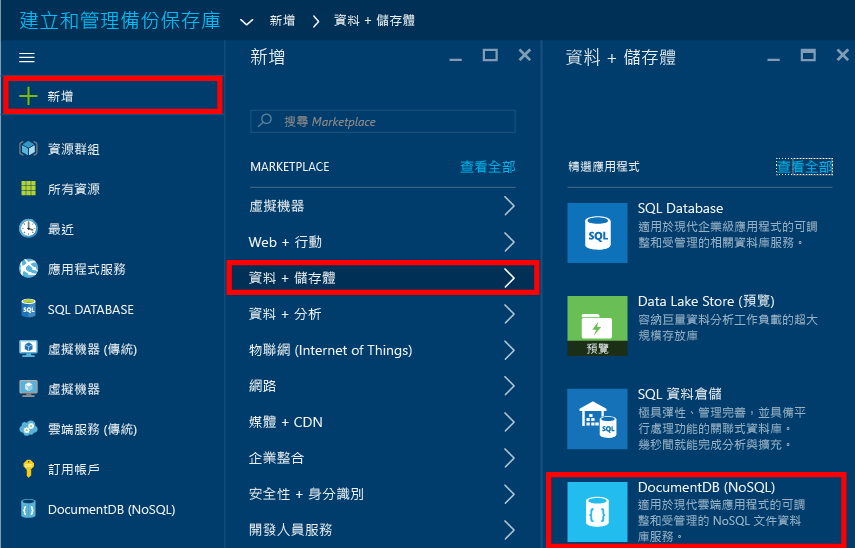 建立和管理備份保存庫 新增 資料 + 儲存體
新增
資源群組
所有資源
最近
應用程式服務
SQL DATABASE
虛擬機器 (傳統)
虛擬機器
雲端服務 (傳統)
訂用帳戶
DocumentDB (NoSQL)
新增
搜尋 Marketplace
MARKETPLACE 查看全部
虛擬機器
Web + 行動
資料 + 儲存體
資料 + 分析
物聯網 (Internet of Things)
網路
媒體 + CDN
企業整合
安全性 + 身分識別
開發人員服務
資料 + 儲存體
精選應用程式 查看全部
SQL
SQL Database
適用於現代企業級應用程式的可調
整和受管理的相關資料庫服務。
預覽
Data Lake Store (預覽)
容納巨量資料分析工作負載的超大
規模存放庫
SQL
SQL 資料倉儲
極具彈性、管理完善，並具備平
行處理功能的關聯式資料庫。
幾秒間就能完成分析與擴充。
DocumentDB (NoSQL)
適用於現代雲端應用程式的可調
整和受管理的 NoSQL 文件資料
庫服務。